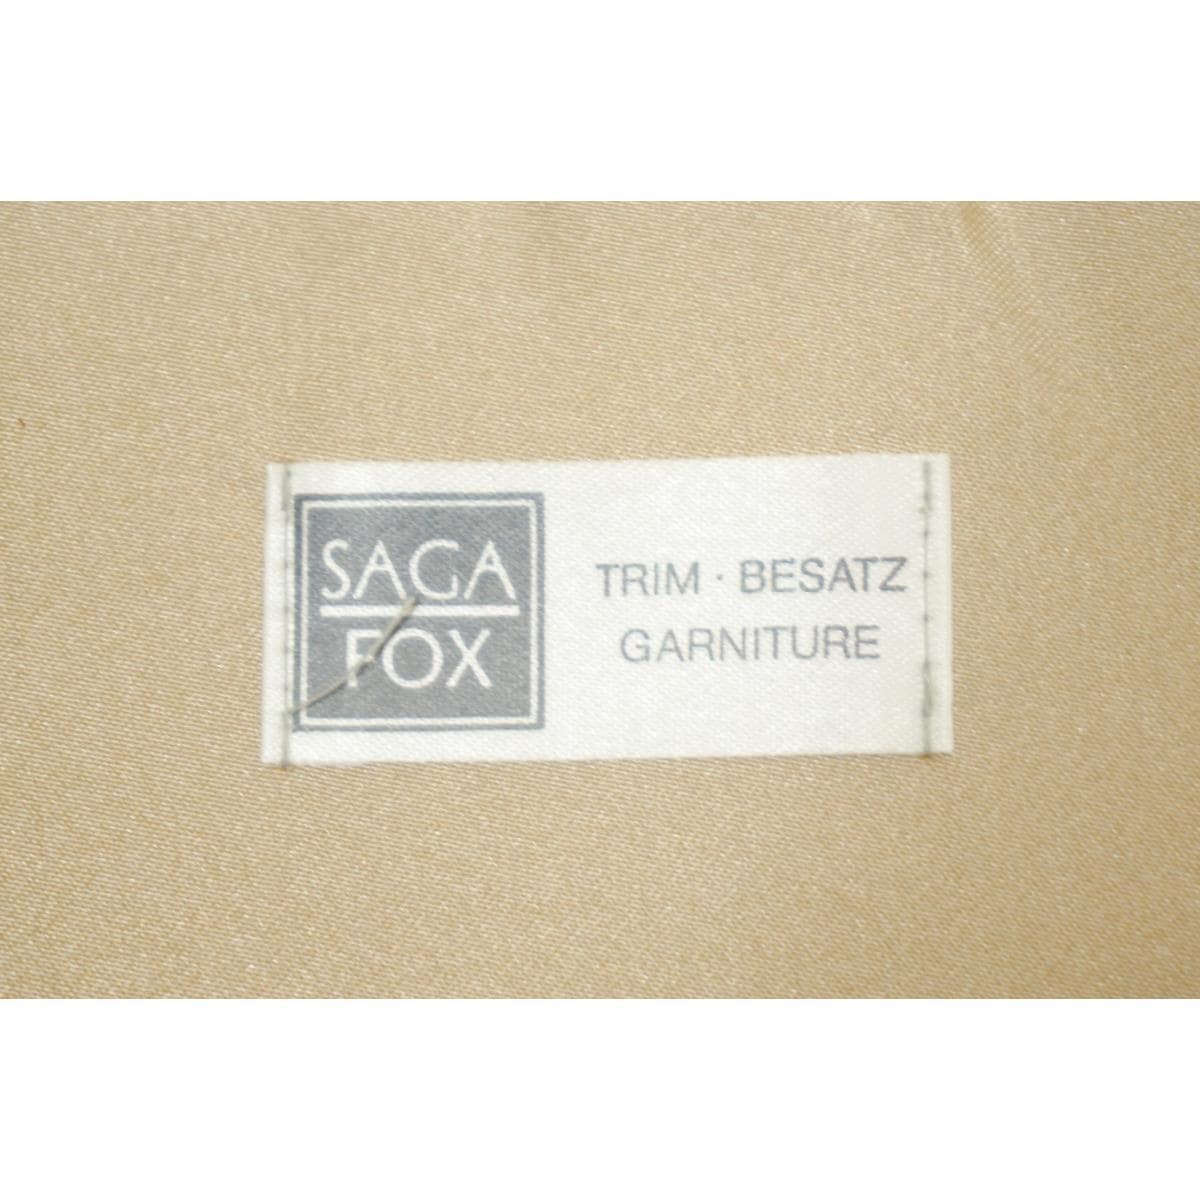 SAGA
FOX
TRIM · BESATZ
GARNITURE